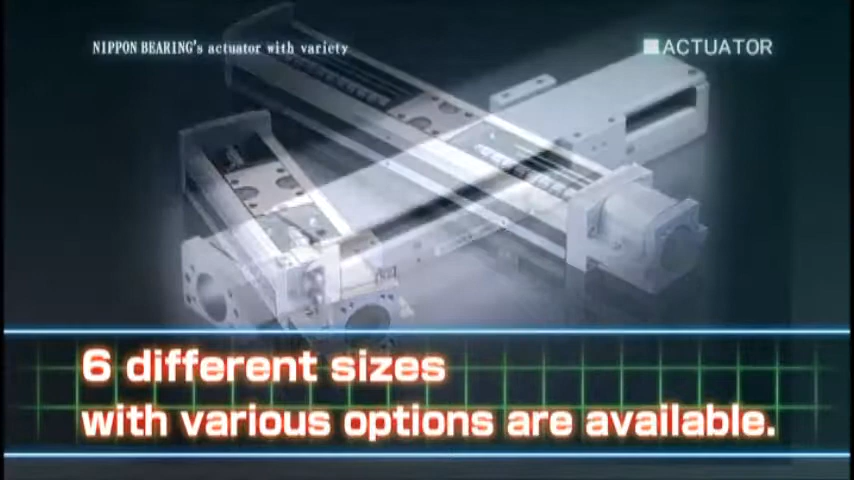 NIPPON BEARING's actuator with variety
■ACTUATOR
6 different sizes
with various options are available.